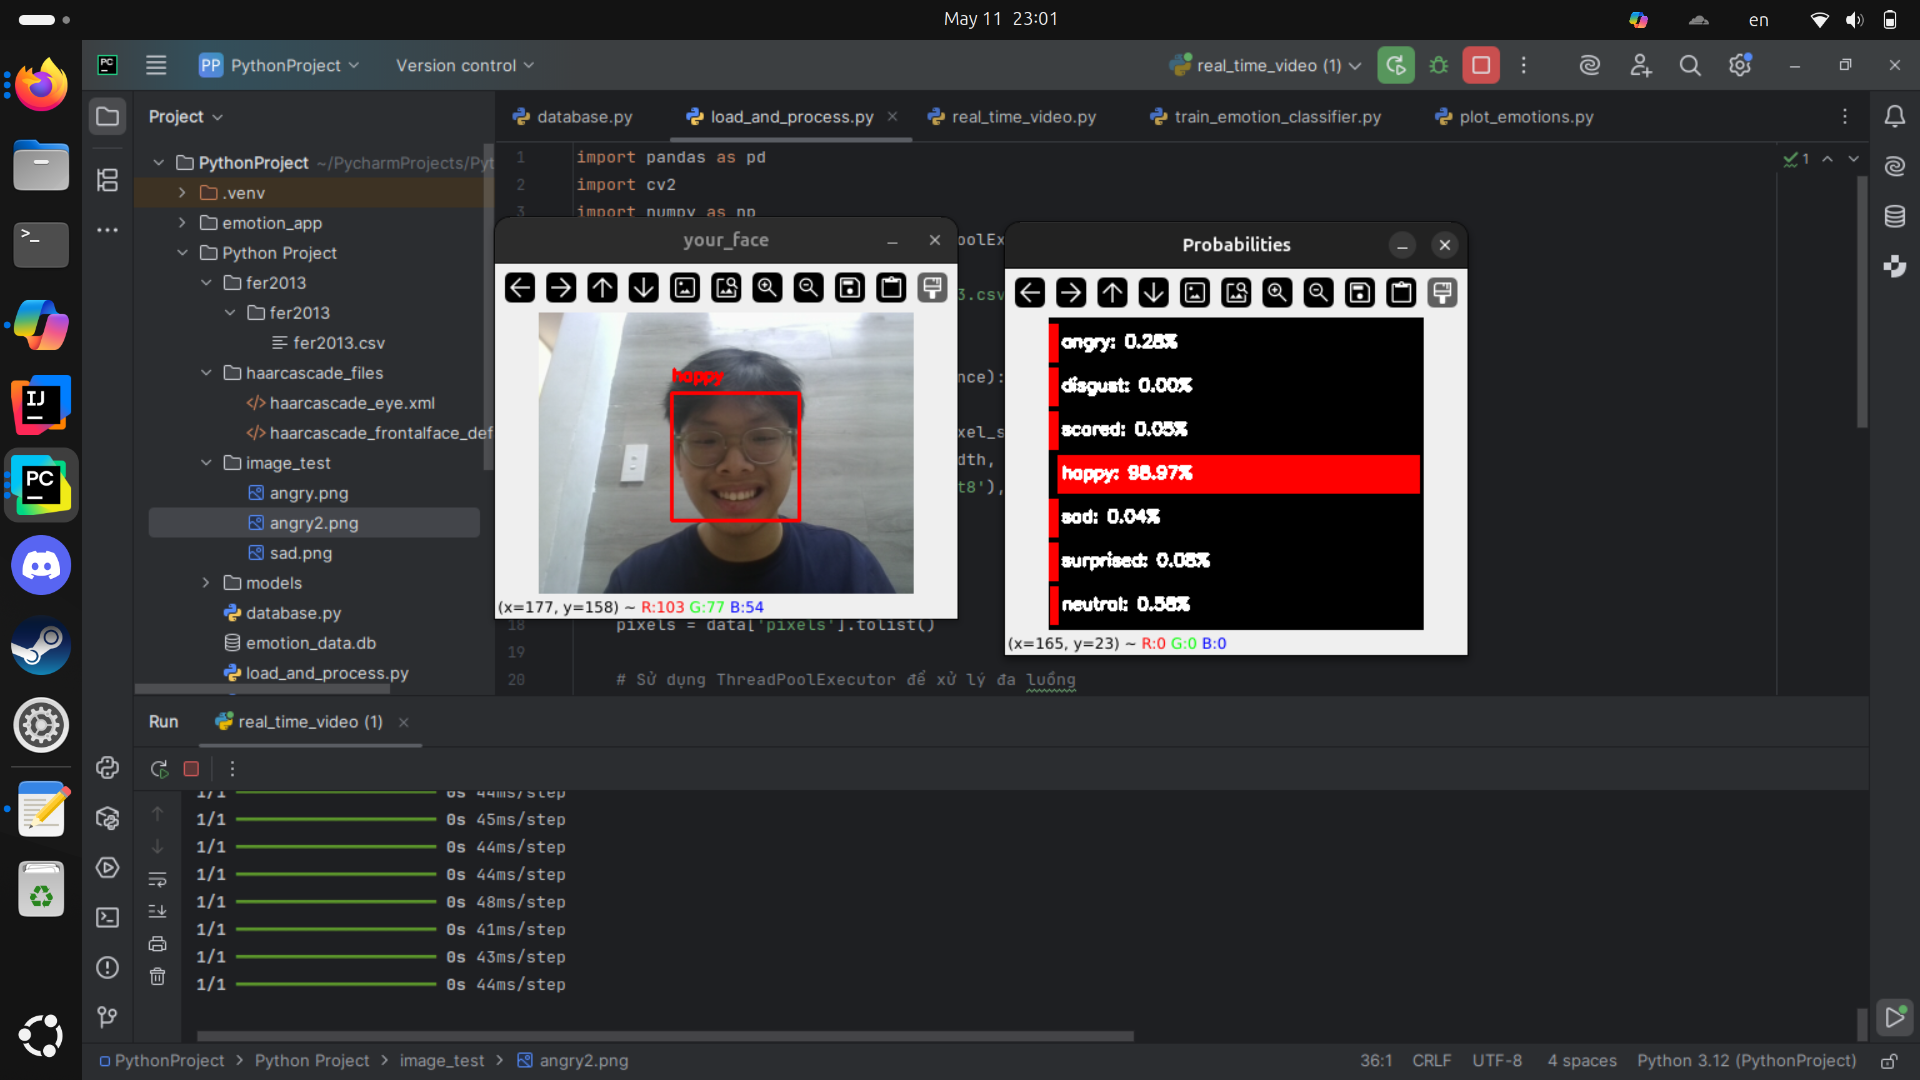 May 11 23:01
en
PC
PP PythonProject
Version control
real_time_video (1)
Project
database.py
load_and_process.py
real_time_video.py
train_emotion_classifier.py
plot_emotions.py
PythonProject ~/PycharmProjects/Pyt
.venv
emotion_app
Python Project
fer2013
fer2013
fer2013.csv
haarcascade_files
haarcascade_eye.xml
haarcascade_frontalface_def
image_test
angry.png
angry2.png
sad.png
models
database.py
emotion_data.db
load_and_process.py
1 import pandas as pd
2 import cv2
3 import numpy as np
1
oolEx
3.csv
nce):
xel_s
dth,
t8'),
18 pixels = data['pixels'].tolist()
19
20 # Sử dụng ThreadPoolExecutor để xử lý đa luồng
your_face
happy
(x=177, y=158) ~ R:103 G:77 B:54
Probabilities
angry: 0.28%
disgust: 0.00%
scared: 0.05%
happy: 98.97%
sad: 0.04%
surprised: 0.08%
neutral: 0.58%
(x=165, y=23) ~ R:0 G:0 B:0
IJ
PC
Run
real_time_video (1)
1/1 0s 44ms/step
1/1 0s 45ms/step
1/1 0s 44ms/step
1/1 0s 44ms/step
1/1 0s 48ms/step
1/1 0s 41ms/step
1/1 0s 43ms/step
1/1 0s 44ms/step
PythonProject > Python Project > image_test > angry2.png
36:1 CRLF UTF-8 4 spaces Python 3.12 (PythonProject)